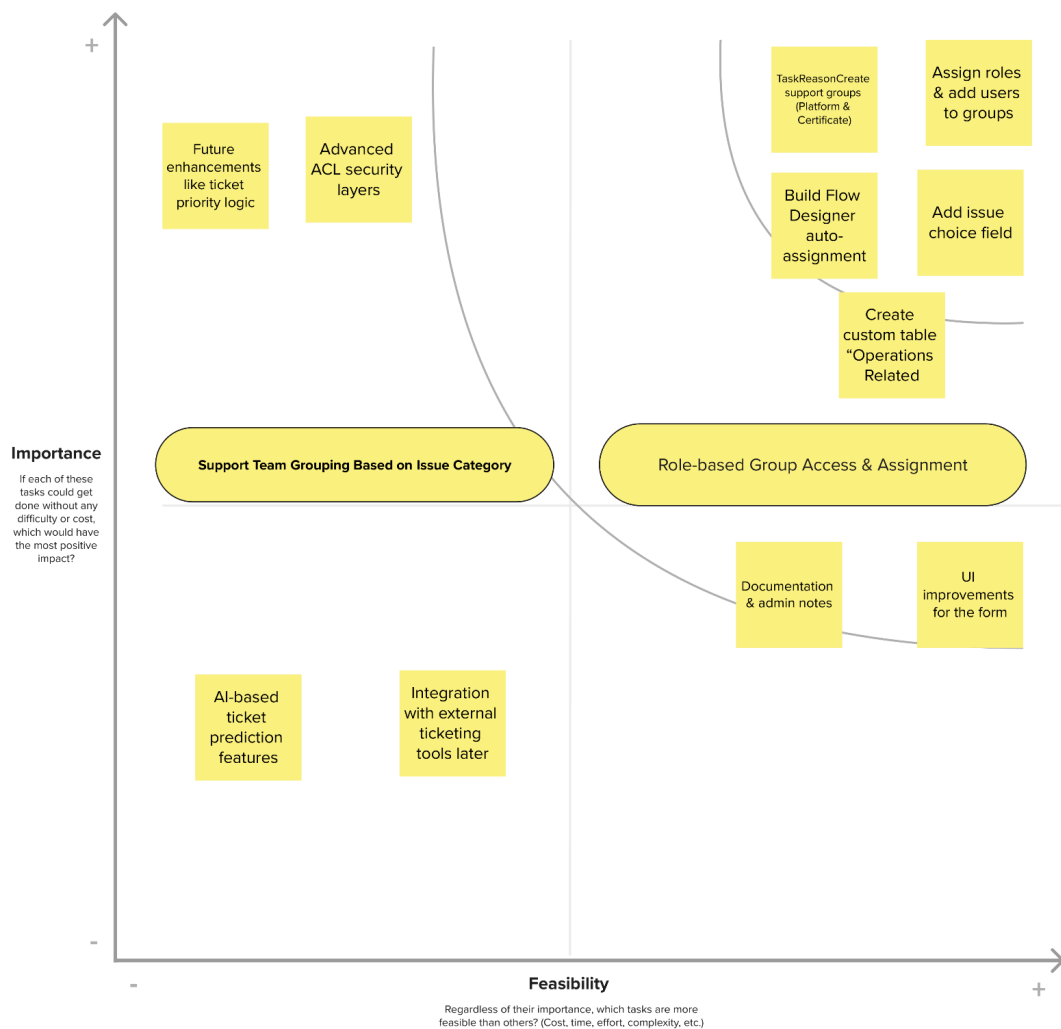 +
TaskReasonCreate
support groups
(Platform &
Certificate)
Assign roles
& add users
to groups
Future
enhancements
like ticket
priority logic
Advanced
ACL security
layers
Build Flow
Designer
auto-
assignment
Add issue
choice field
Create
custom table
“Operations
Related
Importance
If each of these
tasks could get
done without any
difficulty or cost,
which would have
the most positive
impact?
Support Team Grouping Based on Issue Category
Role-based Group Access & Assignment
Documentation
& admin notes
UI
improvements
for the form
AI-based
ticket
prediction
features
Integration
with external
ticketing
tools later
-
-
Feasibility
+
Regardless of their importance, which tasks are more
feasible than others? (Cost, time, effort, complexity, etc.)